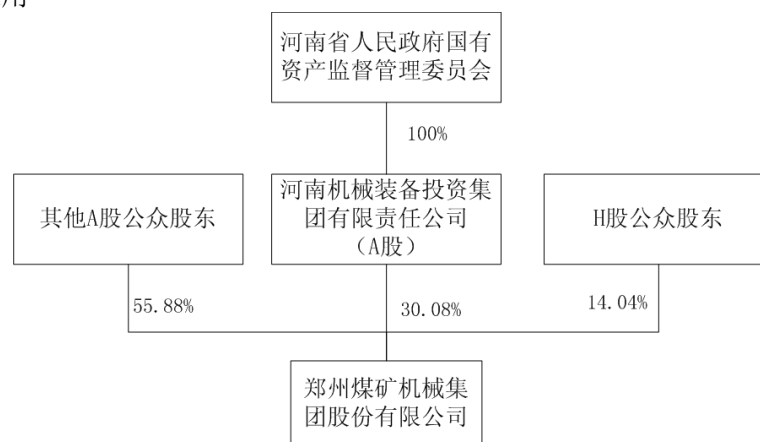 河南省人民政府国有
资产监督管理委员会
100%
其他A股公众股东
河南机械装备投资集
团有限责任公司
（A股）
H股公众股东
55.88%
30.08%
14.04%
郑州煤矿机械集
团股份有限公司